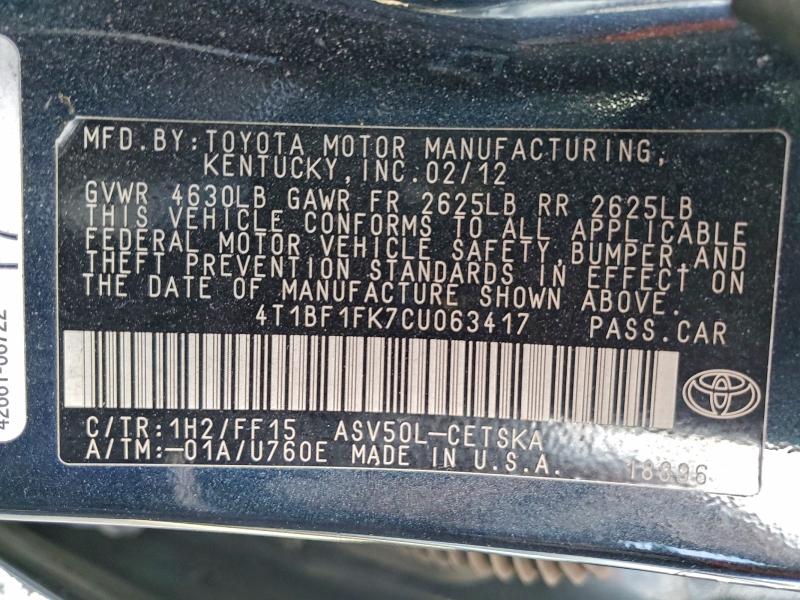 MFD.BY:TOYOTA MOTOR MANUFACTURING,
KENTUCKY,INC.02/12
GVWR 4630LB GAWR FR 2625LB RR 2625LB
THIS VEHICLE CONFORMS TO ALL APPLICABLE
FEDERAL MOTOR VEHICLE SAFETY,BUMPER,AND
THEFT PREVENTION STANDARDS IN EFFECT ON
THE DATE OF MANUFACTURE SHOWN ABOVE.
4T1BF1FK7CU063417 PASS.CAR
C/TR:1H2/FF15 ASV50L-CETSKA
A/TM:-01A/U760E MADE IN U.S.A.